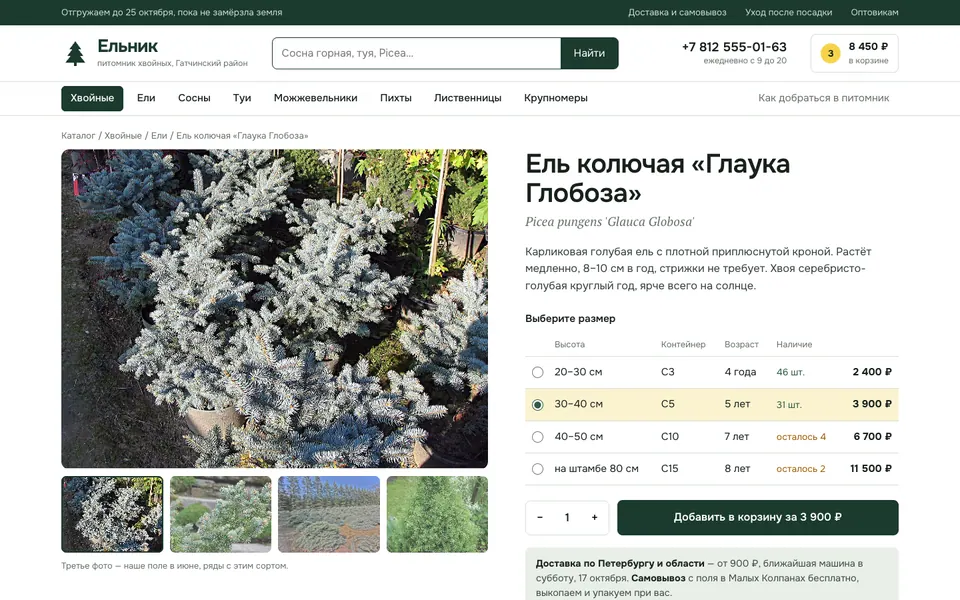 Отгружаем до 25 октября, пока не замёрзла земля
Доставка и самовывоз
Уход после посадки
Оптовикам
Ельник
питомник хвойных, Гатчинский район
Сосна горная, туя, Picea...
Найти
+7 812 555-01-63
ежедневно с 9 до 20
3
8 450 ₽
в корзине
Хвойные
Ели
Сосны
Туи
Можжевельники
Пихты
Лиственницы
Крупномеры
Как добраться в питомник
Каталог / Хвойные / Ели / Ель колючая «Глаука Глобоза»
Ель колючая «Глаука
Глобоза»
Picea pungens 'Glauca Globosa'
Карликовая голубая ель с плотной приплюснутой кроной. Растёт
медленно, 8–10 см в год, стрижки не требует. Хвоя серебристо-
голубая круглый год, ярче всего на солнце.
Выберите размер
Высота Контейнер Возраст Наличие
20–30 см C3 4 года 46 шт. 2 400 ₽
30–40 см C5 5 лет 31 шт. 3 900 ₽
40–50 см C10 7 лет осталось 4 6 700 ₽
на штамбе 80 см C15 8 лет осталось 2 11 500 ₽
− 1 +
Добавить в корзину за 3 900 ₽
Доставка по Петербургу и области — от 900 ₽, ближайшая машина в
субботу, 17 октября. Самовывоз с поля в Малых Колпанах бесплатно,
выкопаем и упакуем при вас.
Третье фото — наше поле в июне, ряды с этим сортом.